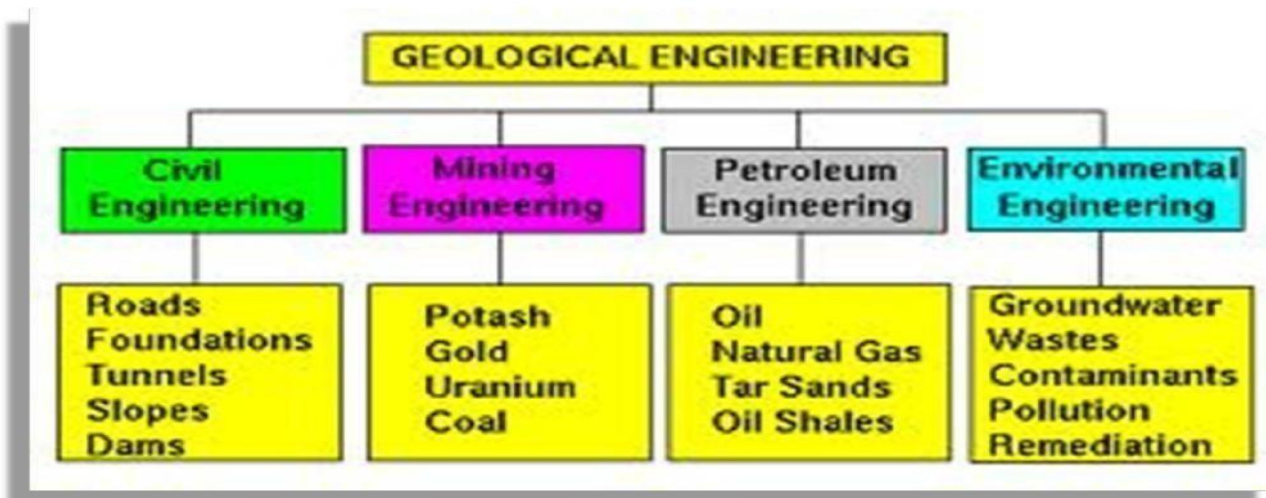 GEOLOGICAL ENGINEERING
Civil
Engineering
Mining
Engineering
Petroleum
Engineering
Environmental
Engineering
Roads
Foundations
Tunnels
Slopes
Dams
Potash
Gold
Uranium
Coal
Oil
Natural Gas
Tar Sands
Oil Shales
Groundwater
Wastes
Contaminants
Pollution
Remediation